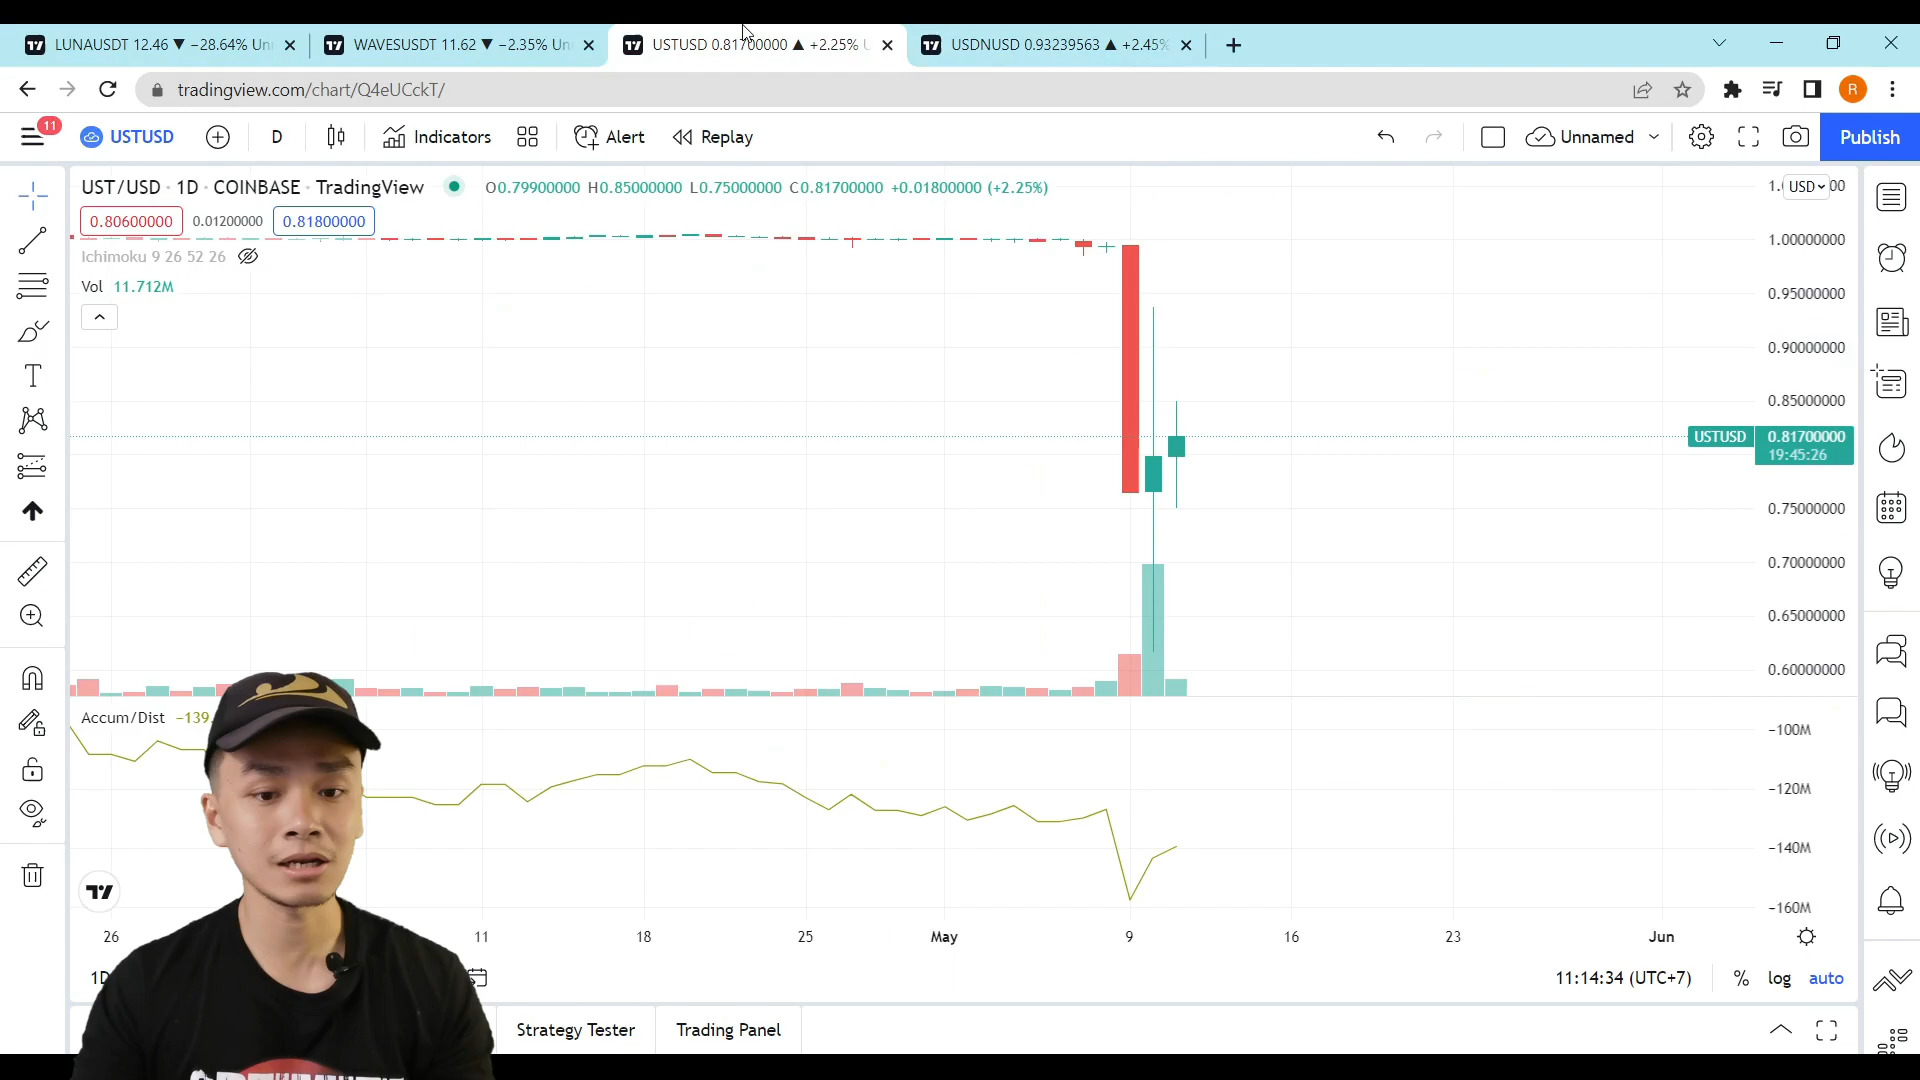 LUNAUSDT 12.46 ▼ −28.64% Un
WAVESUSDT 11.62 ▼ −2.35% Un
USTUSD 0.81700000 ▲ +2.25% U
USDNUSD 0.93239563 ▲ +2.45%
tradingview.com/chart/Q4eUCckT/
R
11
USTUSD
D
Indicators
Alert
Replay
Unnamed
Publish
UST/USD · 1D · COINBASE · TradingView
O0.79900000 H0.85000000 L0.75000000 C0.81700000 +0.01800000 (+2.25%)
USD
0.80600000 0.01200000 0.81800000
Ichimoku 9 26 52 26
Vol 11.712M
1.00000000
0.95000000
0.90000000
0.85000000
USTUSD 0.81700000
19:45:26
0.75000000
0.70000000
0.65000000
0.60000000
Accum/Dist −139.
−100M
−120M
−140M
−160M
26 11 18 25 May 9 16 23 Jun
1D
11:14:34 (UTC+7) % log auto
Strategy Tester
Trading Panel